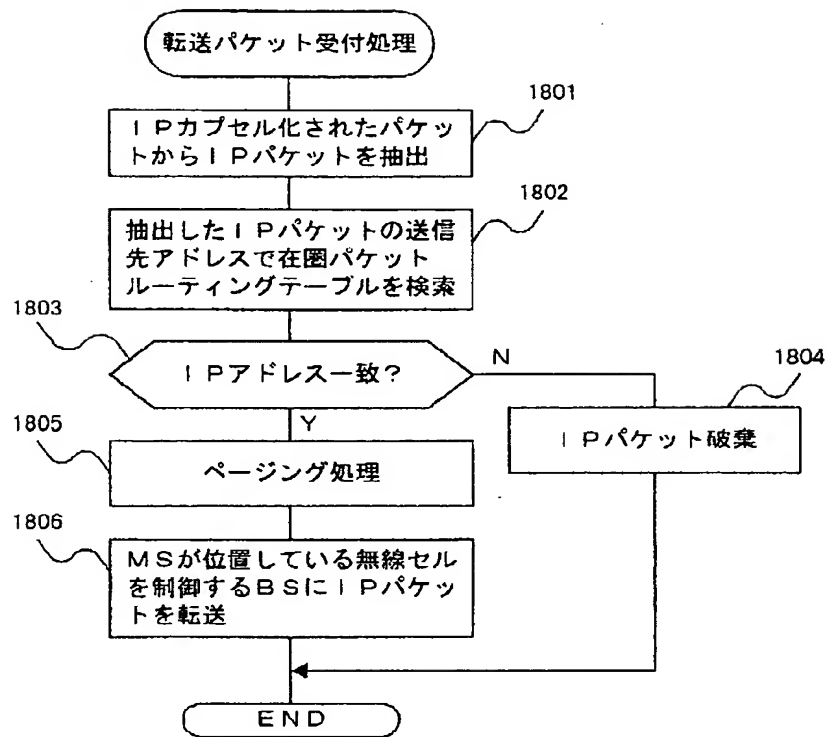 転送パケット受付処理
1801
ＩＰカプセル化されたパケッ
トからＩＰパケットを抽出
1802
抽出したＩＰパケットの送信
先アドレスで在圏パケット
ルーティングテーブルを検索
1803
ＩＰアドレス一致？
N
1804
ＩＰパケット破棄
Y
1805
ページング処理
1806
ＭＳが位置している無線セル
を制御するＢＳにＩＰパケッ
トを転送
END